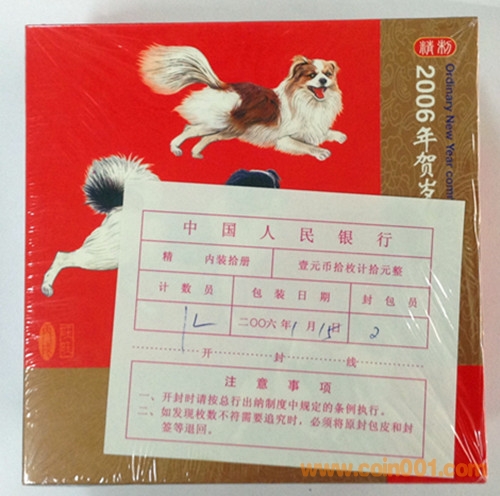 精制
Ordinary New Year com
2006年贺岁
中国人民银行
精 内装拾册 壹元币拾枚计拾元整
计数员 包装日期 封包员
二〇〇六年1月15日 2
开封线
注意事项
一、开封时请按总行出纳制度中规定的条例执行。
二、如发现枚数不符需要追究时，必须将原封包皮和封
签等退回。
www.coin001.com